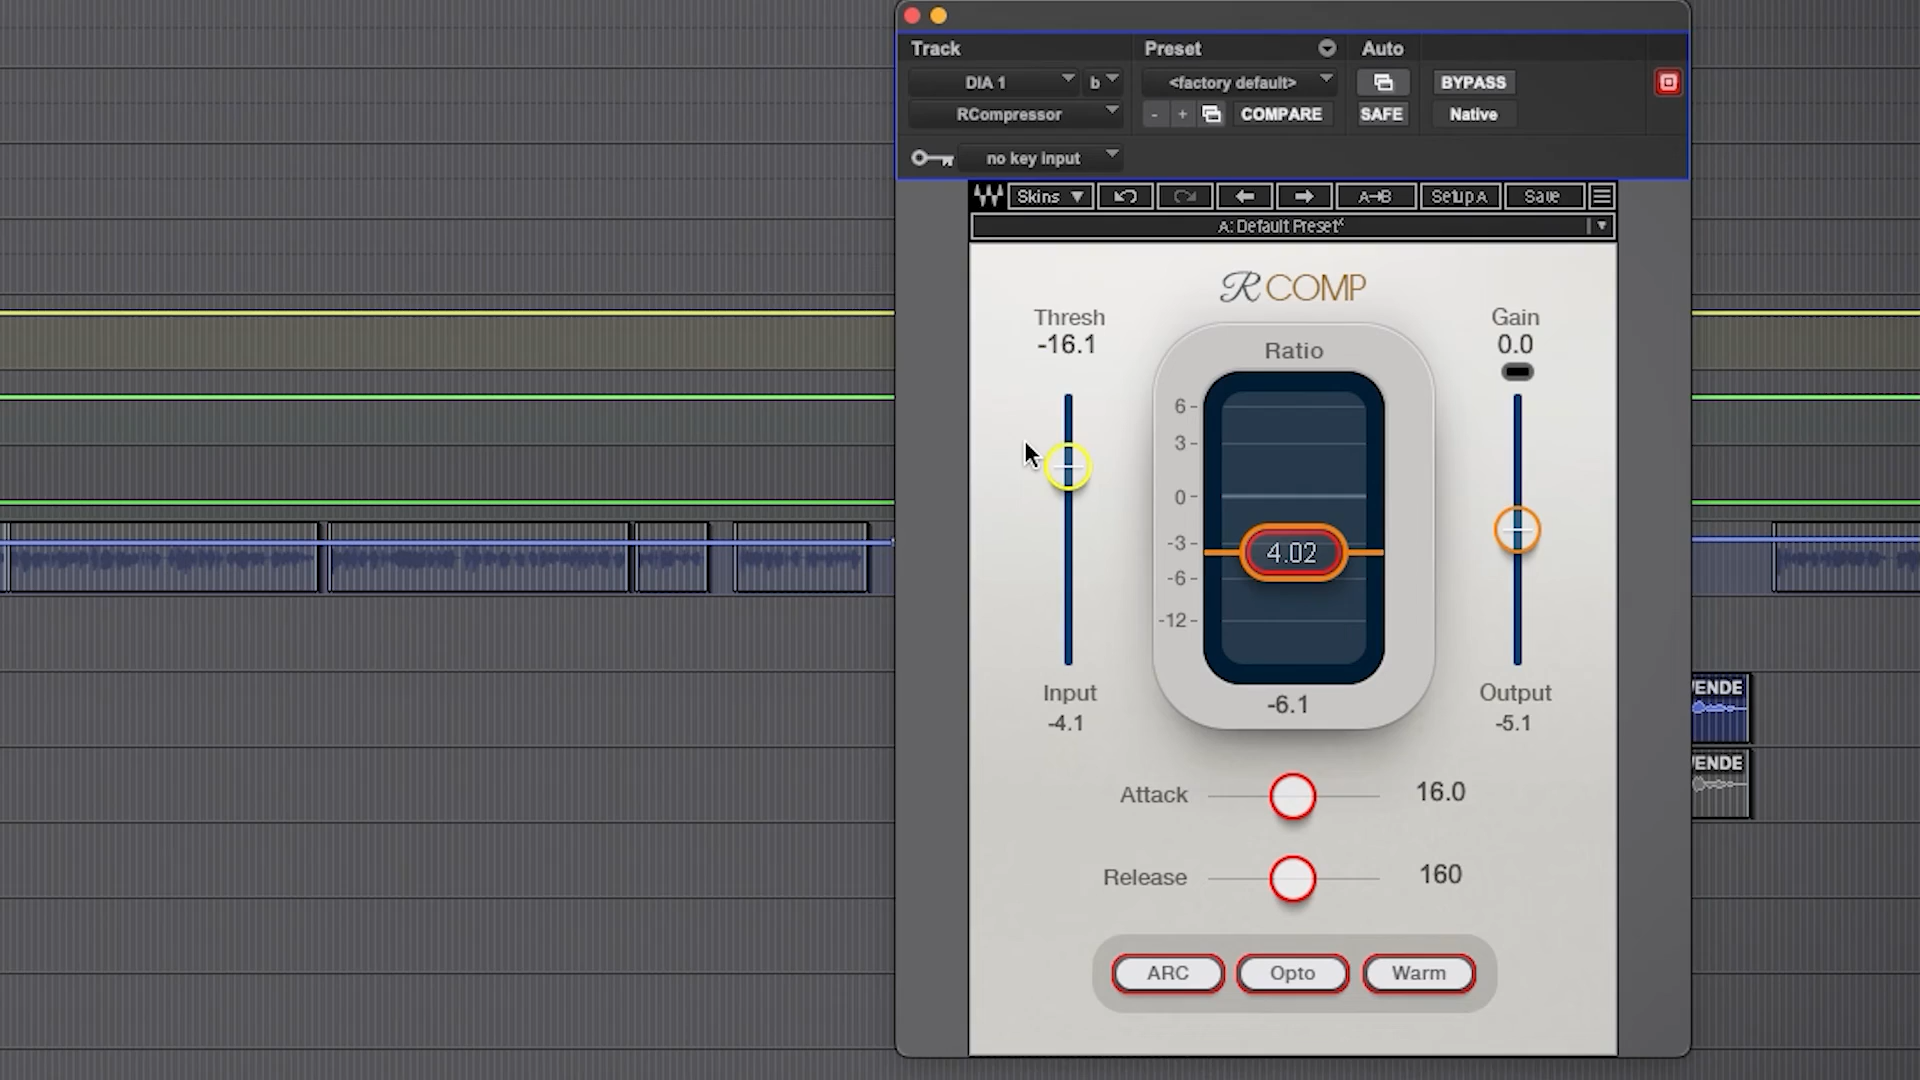 Track Preset Auto
DIA 1 b <factory default> BYPASS
RCompressor - + COMPARE SAFE Native
no key input
Skins A→B Setup A Save
A: Default Preset*
R COMP
Thresh Ratio Gain
-16.1 0.0
6
3
0
-3
-6
-12
4.02
-6.1
Input Output
-4.1 -5.1
Attack 16.0
Release 160
ARC Opto Warm
VENDE
VENDE